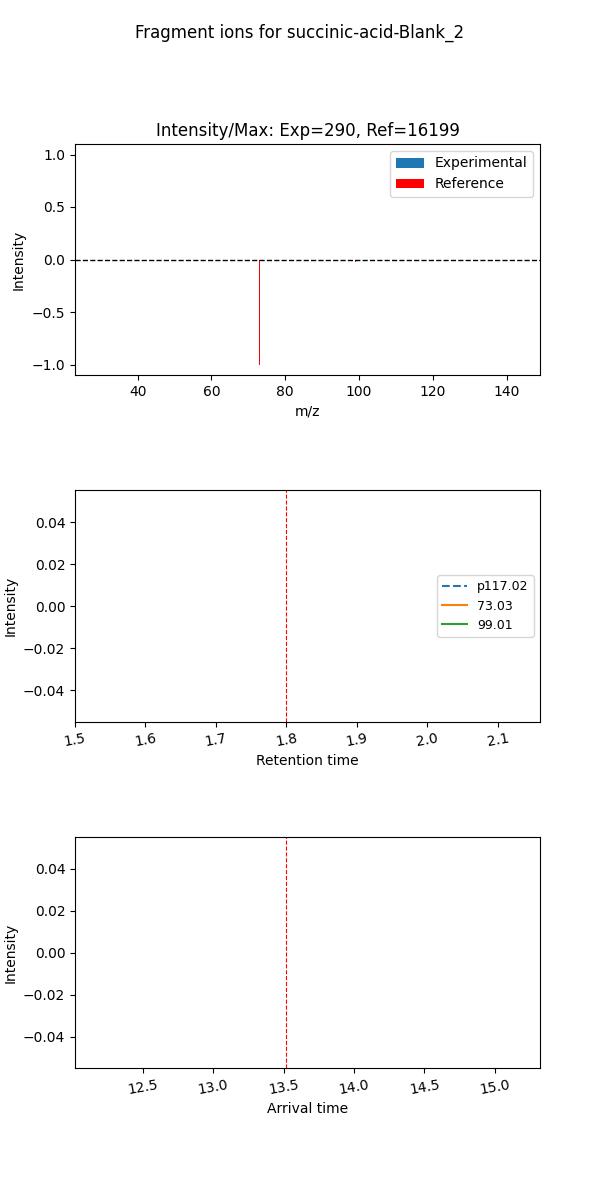 Fragment ions for succinic-acid-Blank_2
Intensity/Max: Exp=290, Ref=16199
1.0
0.5
0.0
−0.5
−1.0
Intensity
Experimental
Reference
40 60 80 100 120 140
m/z
0.04
0.02
0.00
−0.02
−0.04
Intensity
p117.02
73.03
99.01
1.5 1.6 1.7 1.8 1.9 2.0 2.1
Retention time
0.04
0.02
0.00
−0.02
−0.04
Intensity
12.5 13.0 13.5 14.0 14.5 15.0
Arrival time